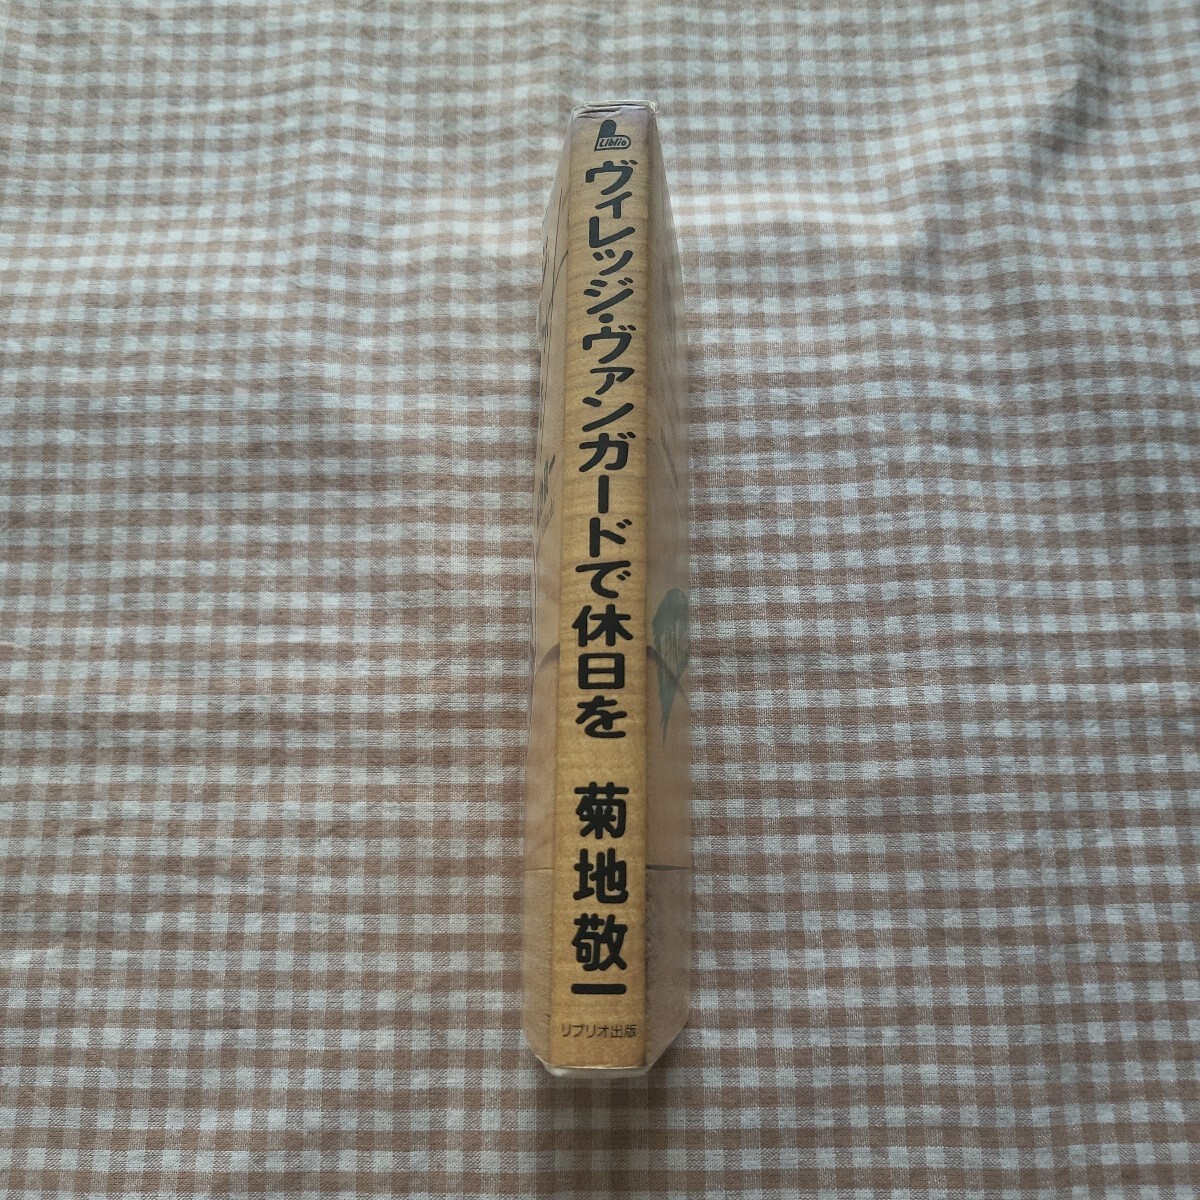 Liblio
ヴィレッジ・ヴァンガードで休日を
菊地敬一
リブリオ出版